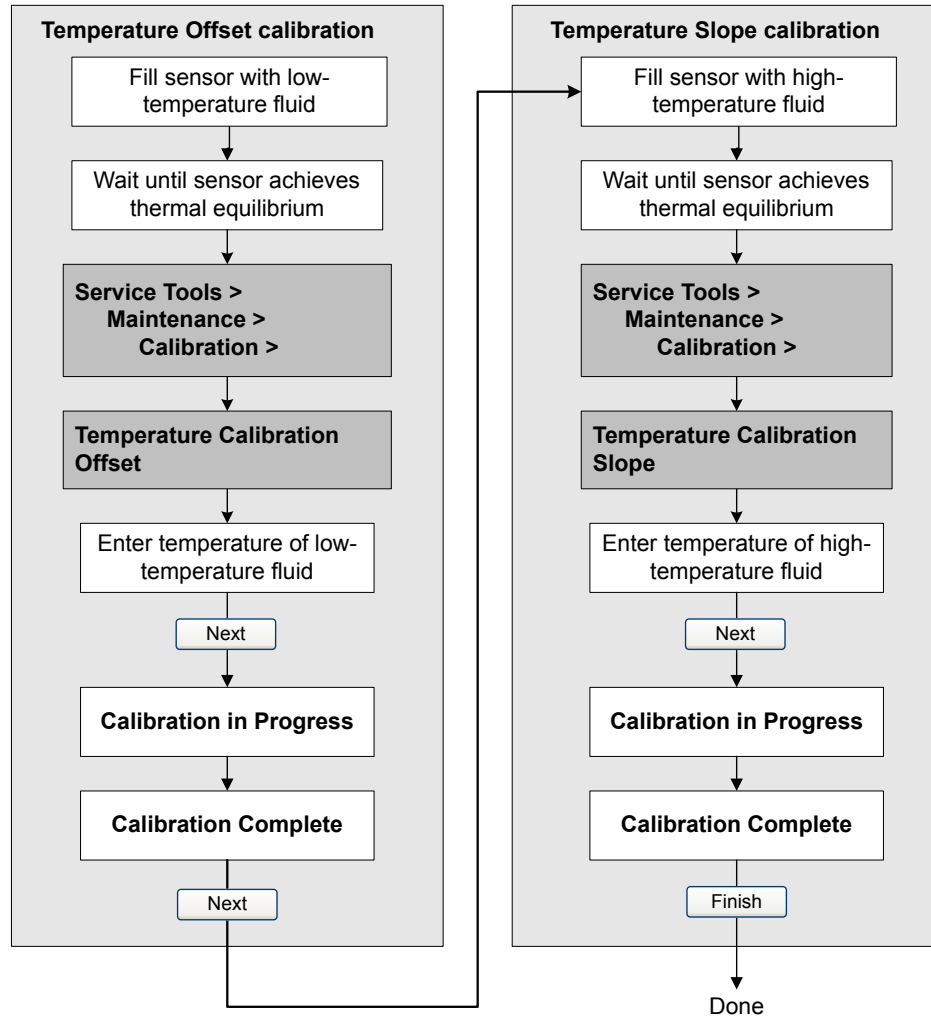 Temperature Offset calibration
Fill sensor with low-
temperature fluid
Wait until sensor achieves
thermal equilibrium
Service Tools >
Maintenance >
Calibration >
Temperature Calibration
Offset
Enter temperature of low-
temperature fluid
Next
Calibration in Progress
Calibration Complete
Next
Temperature Slope calibration
Fill sensor with high-
temperature fluid
Wait until sensor achieves
thermal equilibrium
Service Tools >
Maintenance >
Calibration >
Temperature Calibration
Slope
Enter temperature of high-
temperature fluid
Next
Calibration in Progress
Calibration Complete
Finish
Done